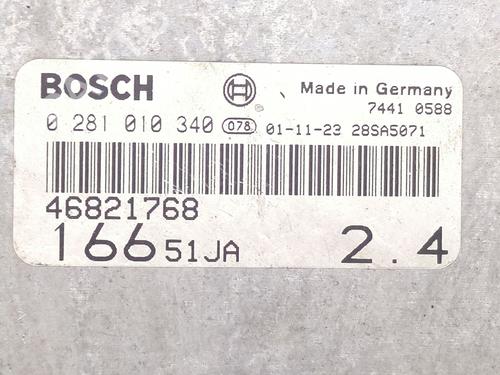 BOSCH Made in Germany
7441 0588
0 281 010 340 078 01-11-23 28SA5071
46821768
166 51JA 2.4